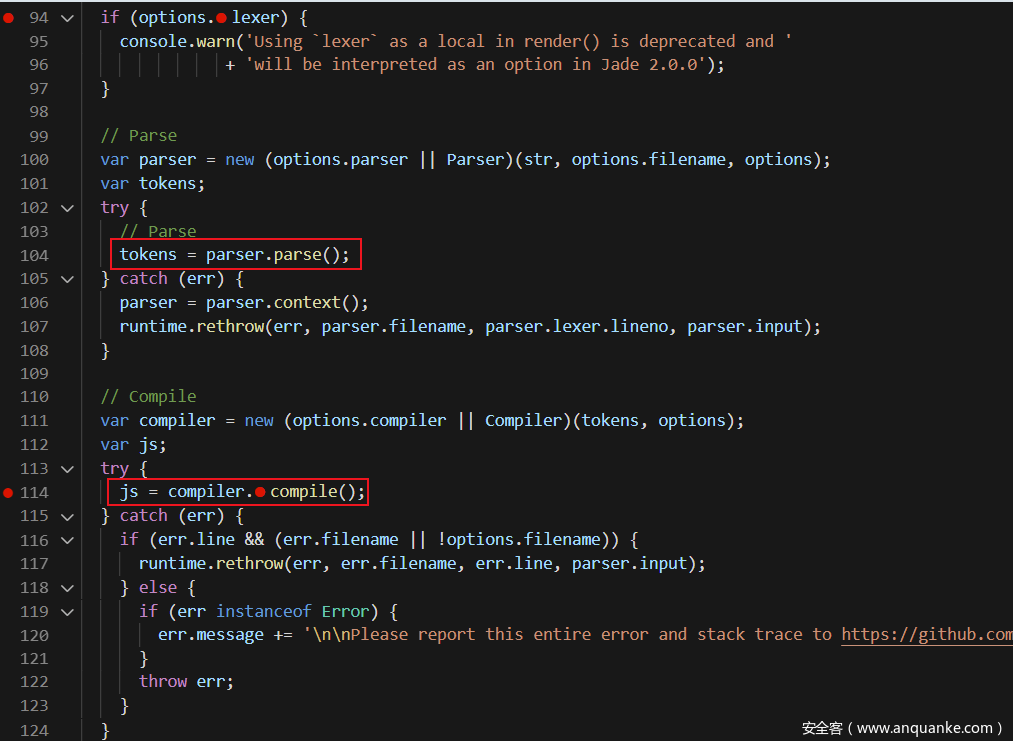 94 if (options. lexer) {
95 console.warn('Using `lexer` as a local in render() is deprecated and '
96 + 'will be interpreted as an option in Jade 2.0.0');
97 }
98
99 // Parse
100 var parser = new (options.parser || Parser)(str, options.filename, options);
101 var tokens;
102 try {
103 // Parse
104 tokens = parser.parse();
105 } catch (err) {
106 parser = parser.context();
107 runtime.rethrow(err, parser.filename, parser.lexer.lineno, parser.input);
108 }
109
110 // Compile
111 var compiler = new (options.compiler || Compiler)(tokens, options);
112 var js;
113 try {
114 js = compiler. compile();
115 } catch (err) {
116 if (err.line && (err.filename || !options.filename)) {
117 runtime.rethrow(err, err.filename, err.line, parser.input);
118 } else {
119 if (err instanceof Error) {
120 err.message += '\n\nPlease report this entire error and stack trace to https://github.com
121 }
122 throw err;
123 }
124 }
安全客（www.anquanke.com）